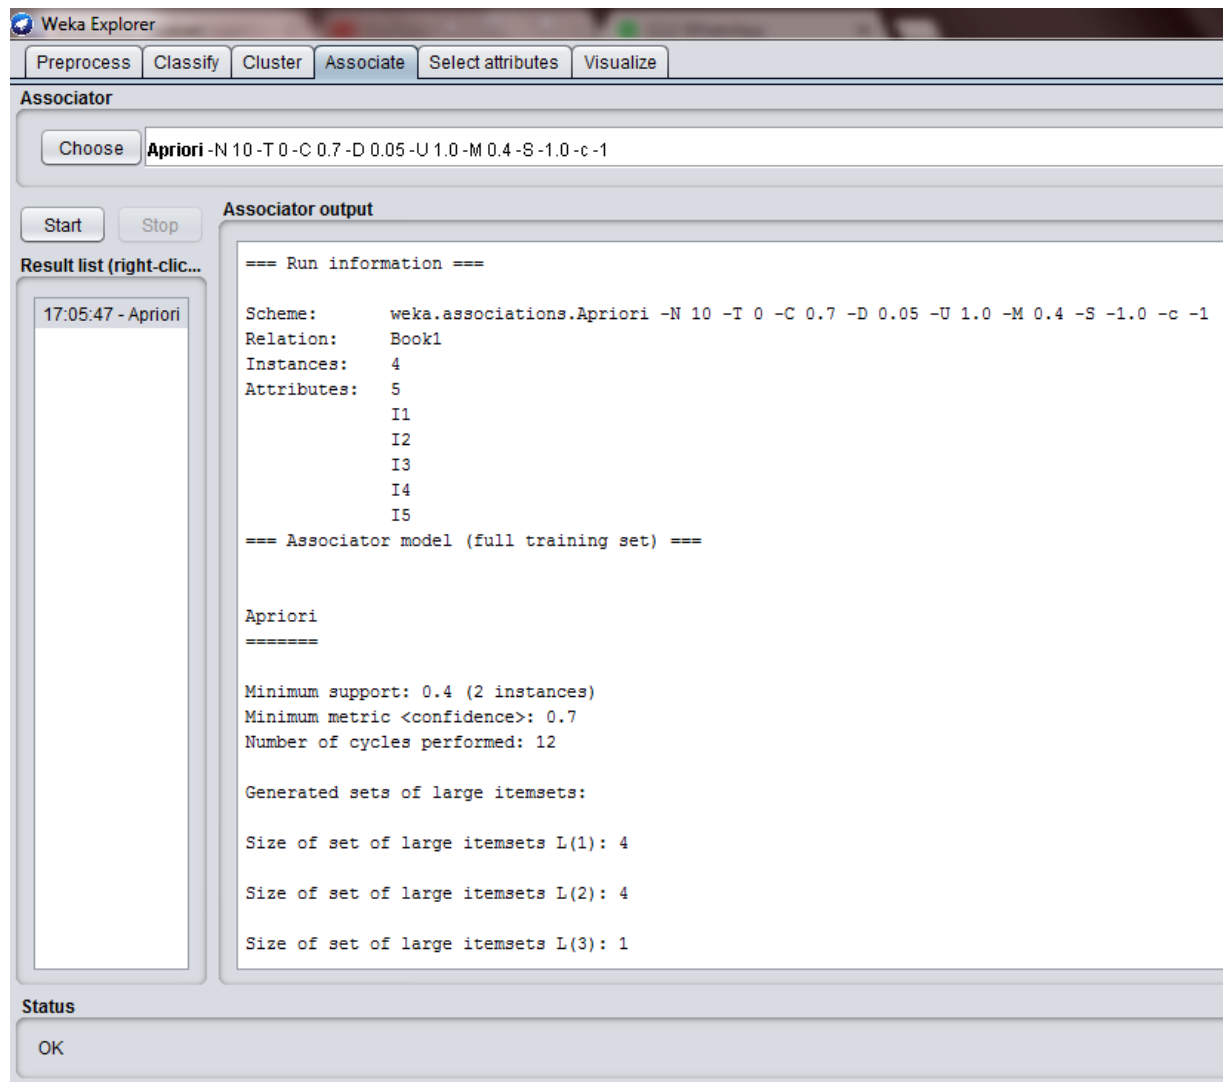 Weka Explorer
Preprocess Classify Cluster Associate Select attributes Visualize
Associator
Choose Apriori -N 10 -T 0 -C 0.7 -D 0.05 -U 1.0 -M 0.4 -S -1.0 -c -1
Start Stop
Result list (right-clic...
17:05:47 - Apriori
Associator output
=== Run information ===
Scheme: weka.associations.Apriori -N 10 -T 0 -C 0.7 -D 0.05 -U 1.0 -M 0.4 -S -1.0 -c -1
Relation: Book1
Instances: 4
Attributes: 5
I1
I2
I3
I4
I5
=== Associator model (full training set) ===
Apriori
=======
Minimum support: 0.4 (2 instances)
Minimum metric <confidence>: 0.7
Number of cycles performed: 12
Generated sets of large itemsets:
Size of set of large itemsets L(1): 4
Size of set of large itemsets L(2): 4
Size of set of large itemsets L(3): 1
Status
OK